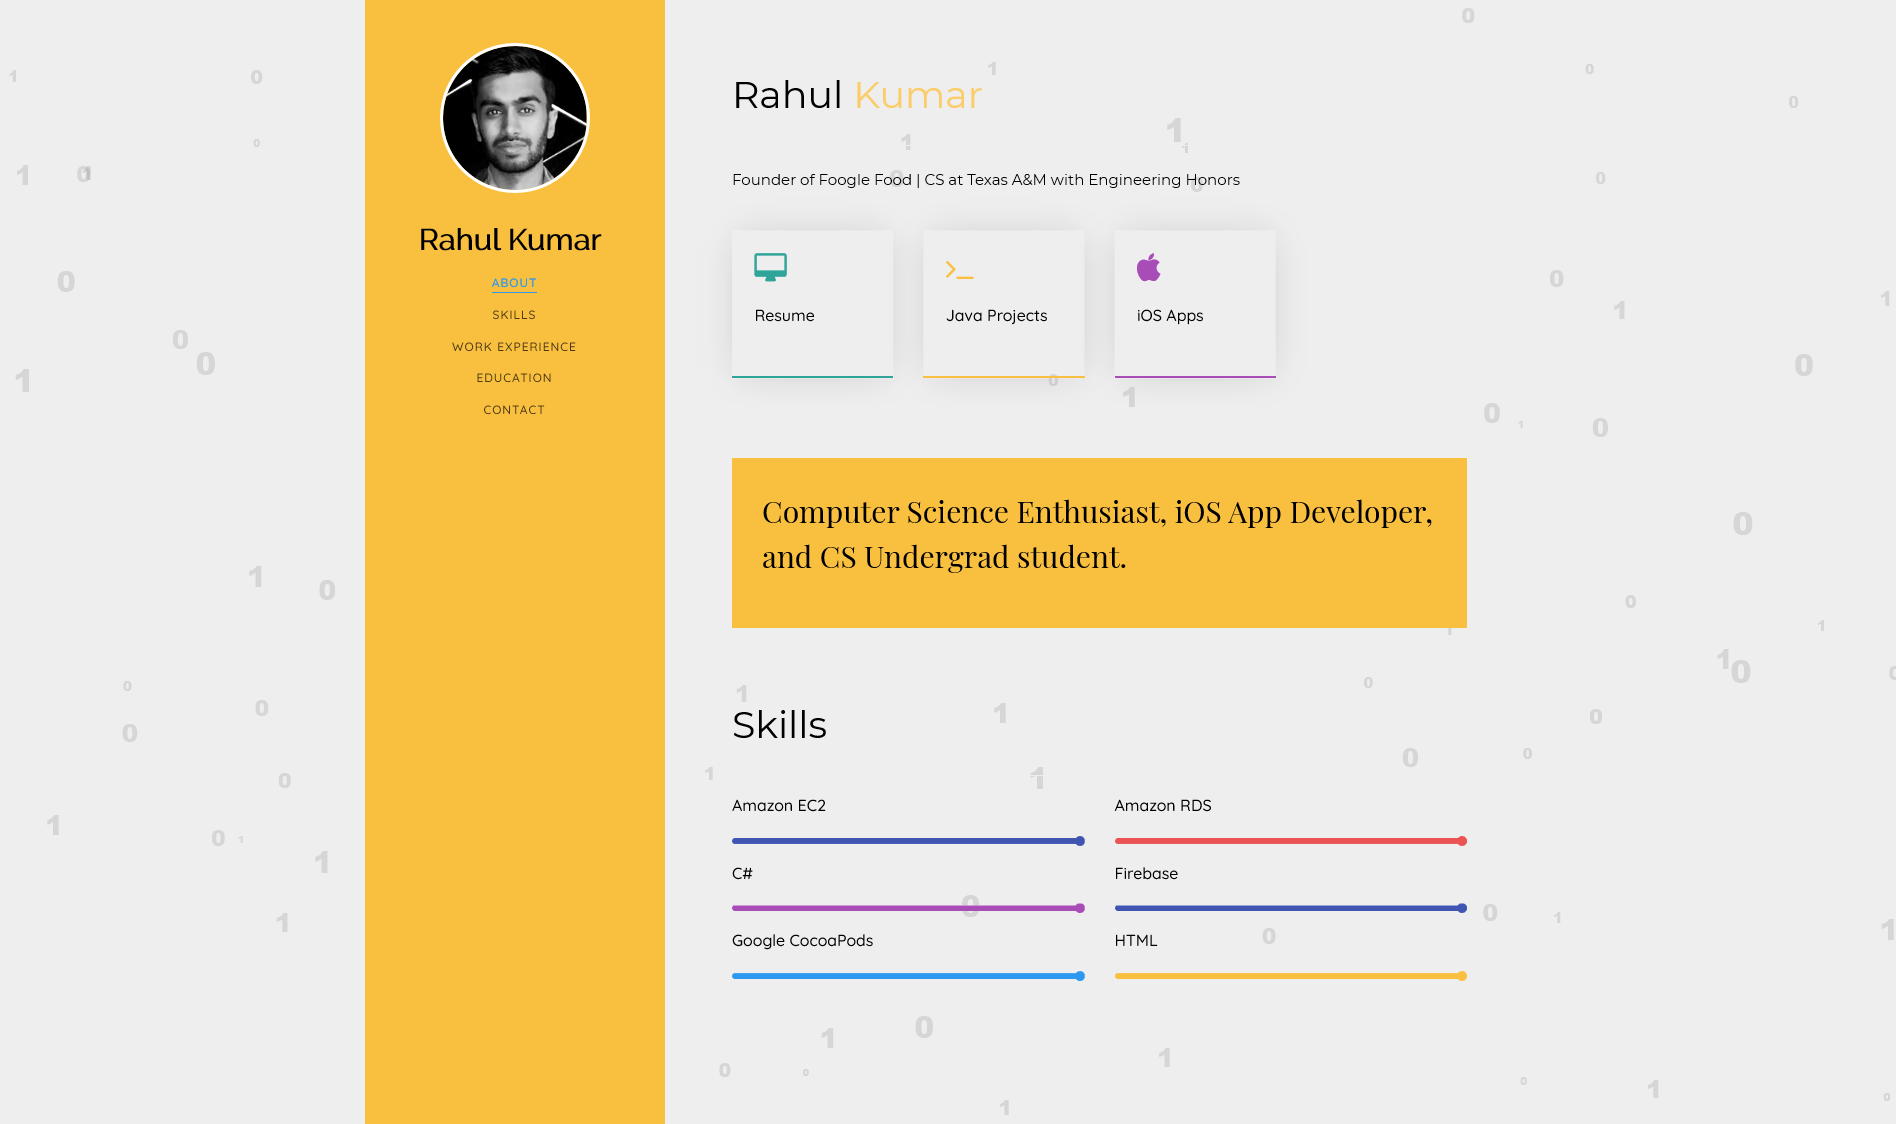 Rahul Kumar
ABOUT
SKILLS
WORK EXPERIENCE
EDUCATION
CONTACT
Rahul Kumar
Founder of Foogle Food | CS at Texas A&M with Engineering Honors
Resume
Java Projects
iOS Apps
Computer Science Enthusiast, iOS App Developer,
and CS Undergrad student.
Skills
Amazon EC2
Amazon RDS
C#
Firebase
Google CocoaPods
HTML